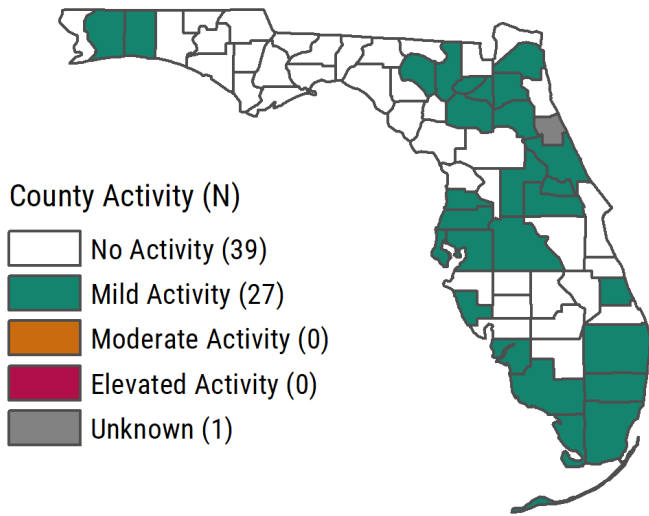 County Activity (N)
No Activity (39)
Mild Activity (27)
Moderate Activity (0)
Elevated Activity (0)
Unknown (1)